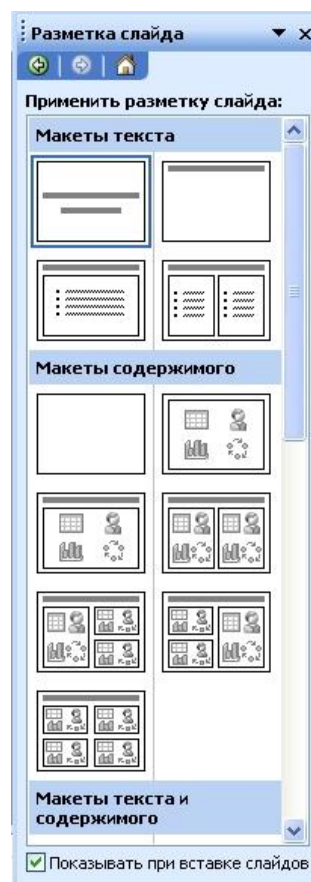 Разметка слайда
Применить разметку слайда:
Макеты текста
Макеты содержимого
Макеты текста и
содержимого
Показывать при вставке слайдов